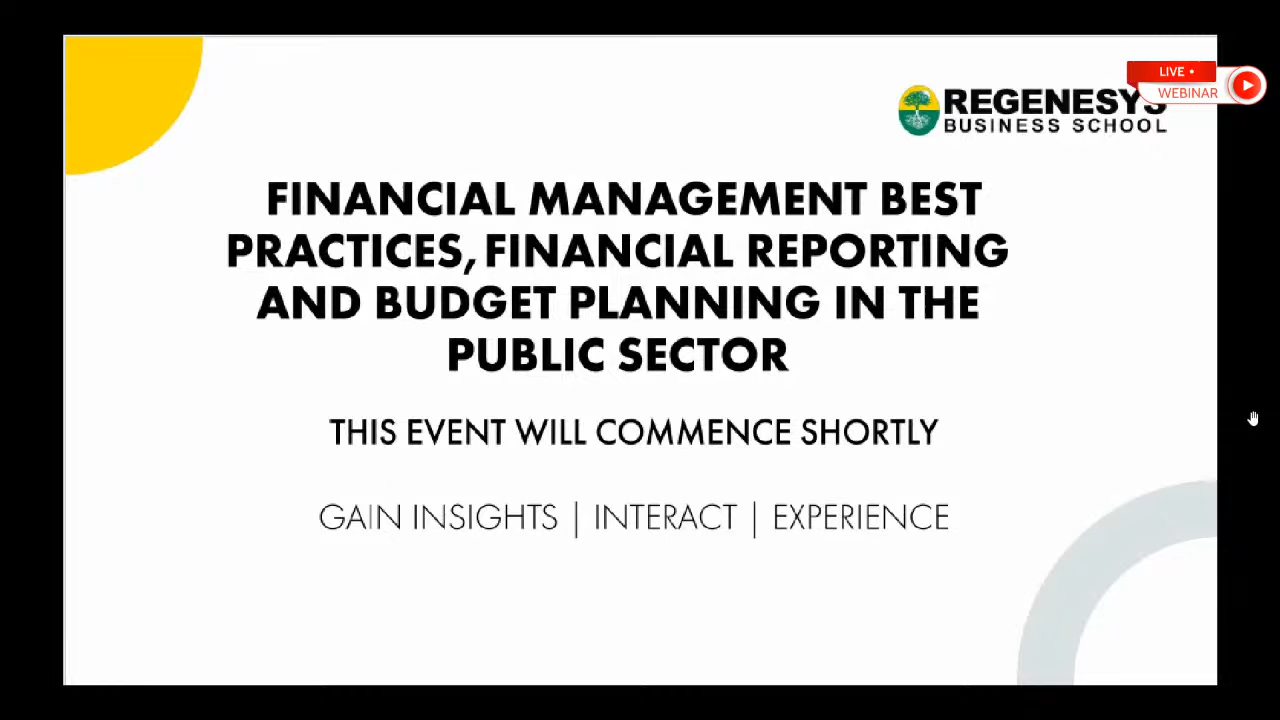 LIVE •
WEBINAR
REGENESYS
BUSINESS SCHOOL
FINANCIAL MANAGEMENT BEST
PRACTICES, FINANCIAL REPORTING
AND BUDGET PLANNING IN THE
PUBLIC SECTOR
THIS EVENT WILL COMMENCE SHORTLY
GAIN INSIGHTS | INTERACT | EXPERIENCE